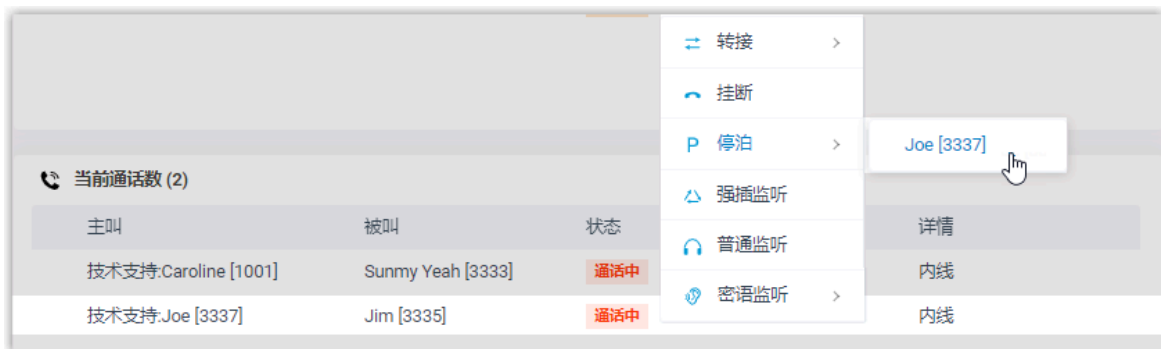 转接
挂断
P 停泊
Joe [3337]
强插监听
普通监听
密语监听
当前通话数 (2)
主叫 被叫 状态 详情
技术支持:Caroline [1001] Sunmy Yeah [3333] 通话中 内线
技术支持:Joe [3337] Jim [3335] 通话中 内线